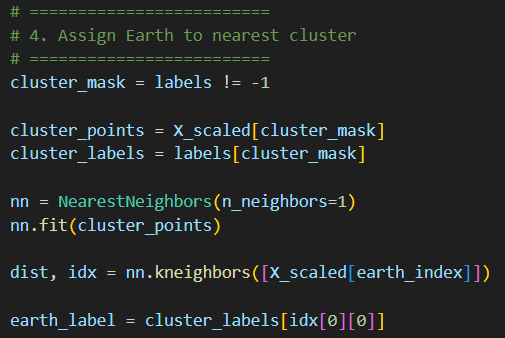 # =========================
# 4. Assign Earth to nearest cluster
# =========================
cluster_mask = labels != -1
cluster_points = X_scaled[cluster_mask]
cluster_labels = labels[cluster_mask]
nn = NearestNeighbors(n_neighbors=1)
nn.fit(cluster_points)
dist, idx = nn.kneighbors([X_scaled[earth_index]])
earth_label = cluster_labels[idx[0][0]]